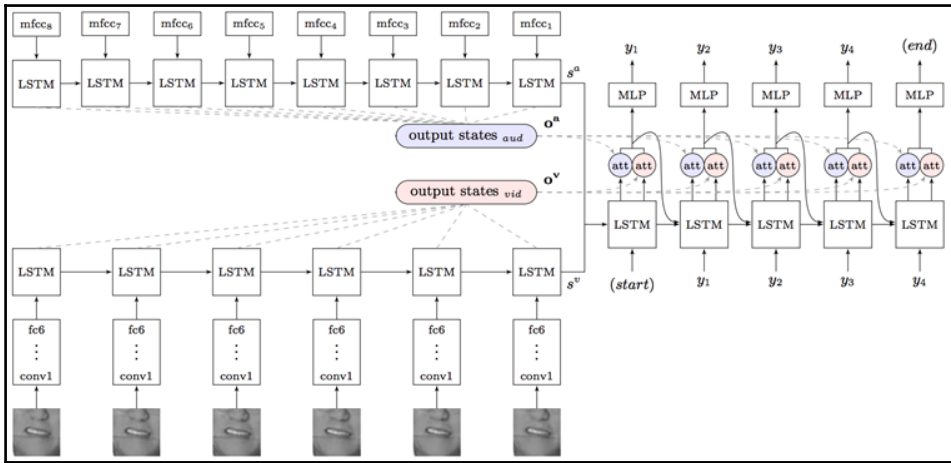 mfcc₈ mfcc₇ mfcc₆ mfcc₅ mfcc₄ mfcc₃ mfcc₂ mfcc₁
y₁ y₂ y₃ y₄ (end)
LSTM LSTM LSTM LSTM LSTM LSTM LSTM LSTM sᵃ
MLP MLP MLP MLP MLP
output states aud oᵃ
att att att att att att att att att att
output states vid oᵛ
LSTM LSTM LSTM LSTM LSTM
LSTM LSTM LSTM LSTM LSTM LSTM sᵛ
(start) y₁ y₂ y₃ y₄
fc6 fc6 fc6 fc6 fc6 fc6
⋮ ⋮ ⋮ ⋮ ⋮ ⋮
conv1 conv1 conv1 conv1 conv1 conv1